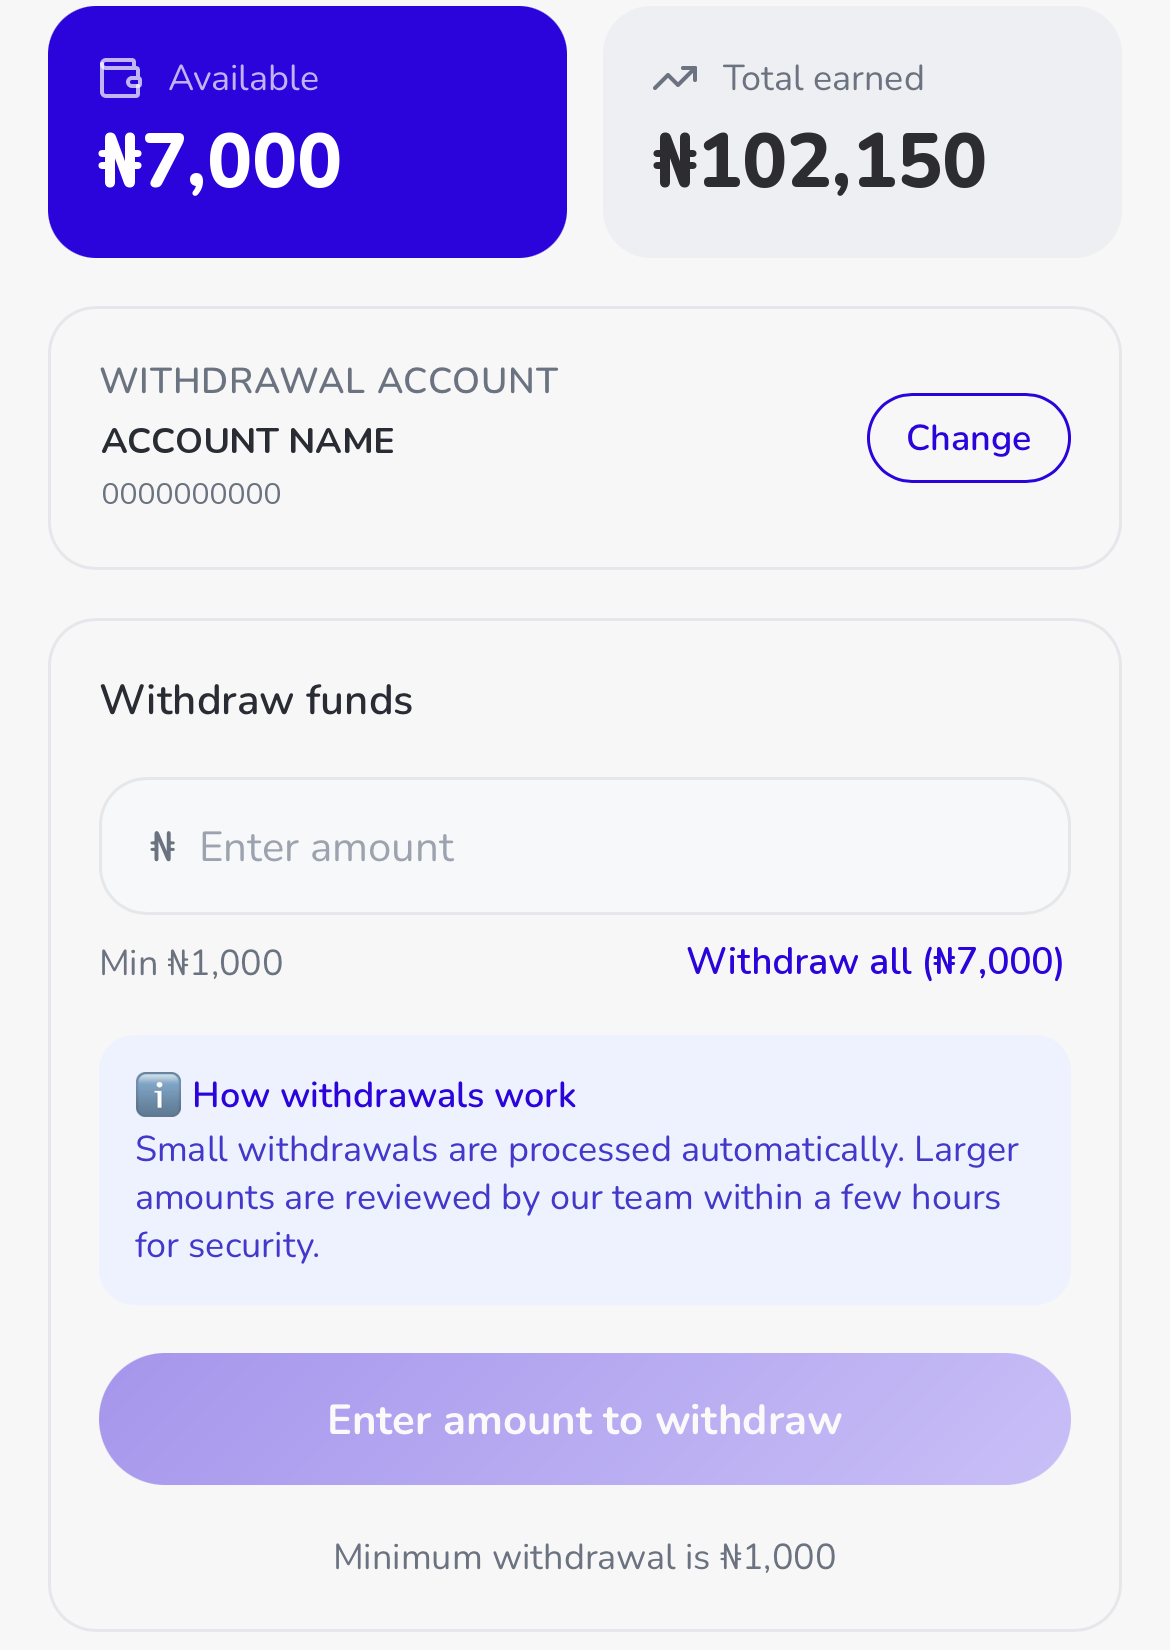 Available
₦7,000
Total earned
₦102,150
WITHDRAWAL ACCOUNT
ACCOUNT NAME
0000000000
Change
Withdraw funds
₦ Enter amount
Min ₦1,000
Withdraw all (₦7,000)
ℹ️ How withdrawals work
Small withdrawals are processed automatically. Larger
amounts are reviewed by our team within a few hours
for security.
Enter amount to withdraw
Minimum withdrawal is ₦1,000